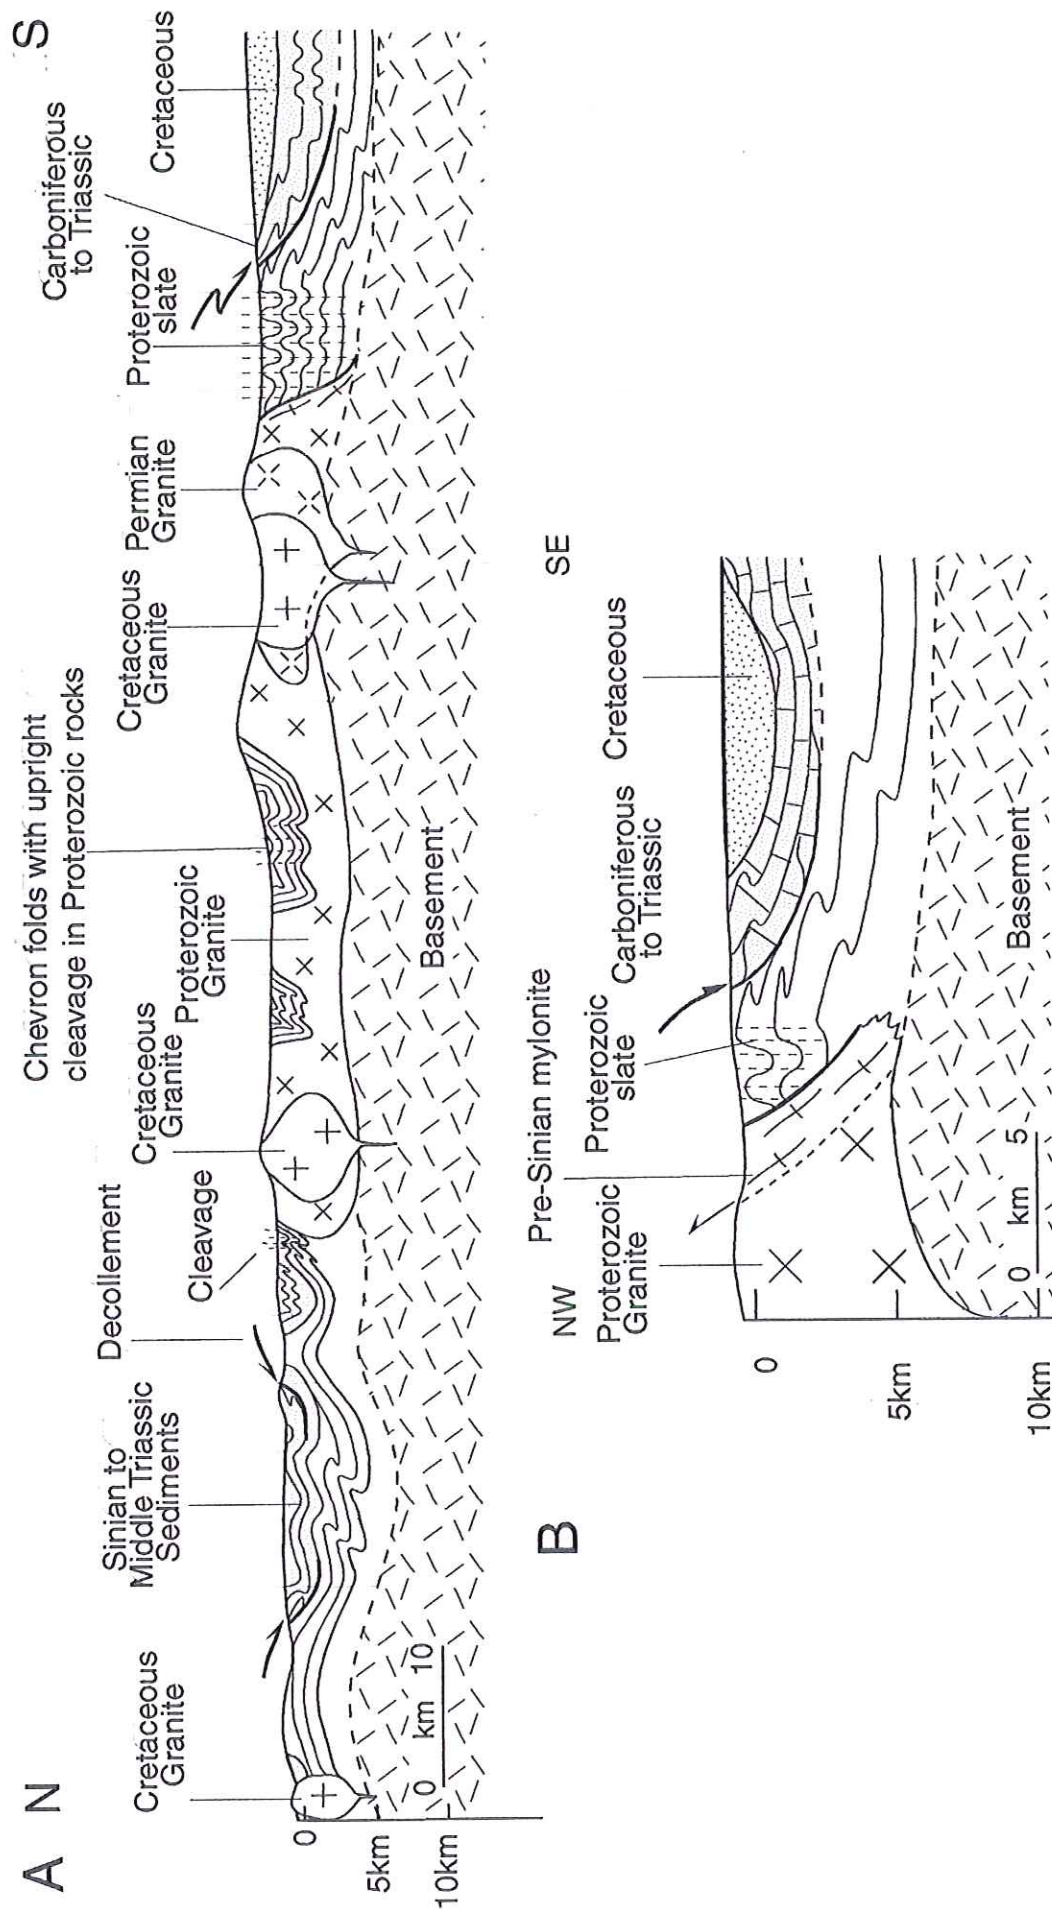 A
N
S
Cretaceous
Granite
Sinian to
Middle Triassic
Sediments
Decollement
Cleavage
Cretaceous
Granite
Proterozoic
Granite
Chevron folds with upright
cleavage in Proterozoic rocks
Cretaceous
Granite
Permian
Granite
Proterozoic
slate
Carboniferous
to Triassic
Cretaceous
0
5km
10km
0 km 10
Basement
B
NW
SE
Proterozoic
Granite
Pre-Sinian mylonite
Proterozoic
slate
Carboniferous
to Triassic
Cretaceous
0
5km
10km
0 km 5
Basement